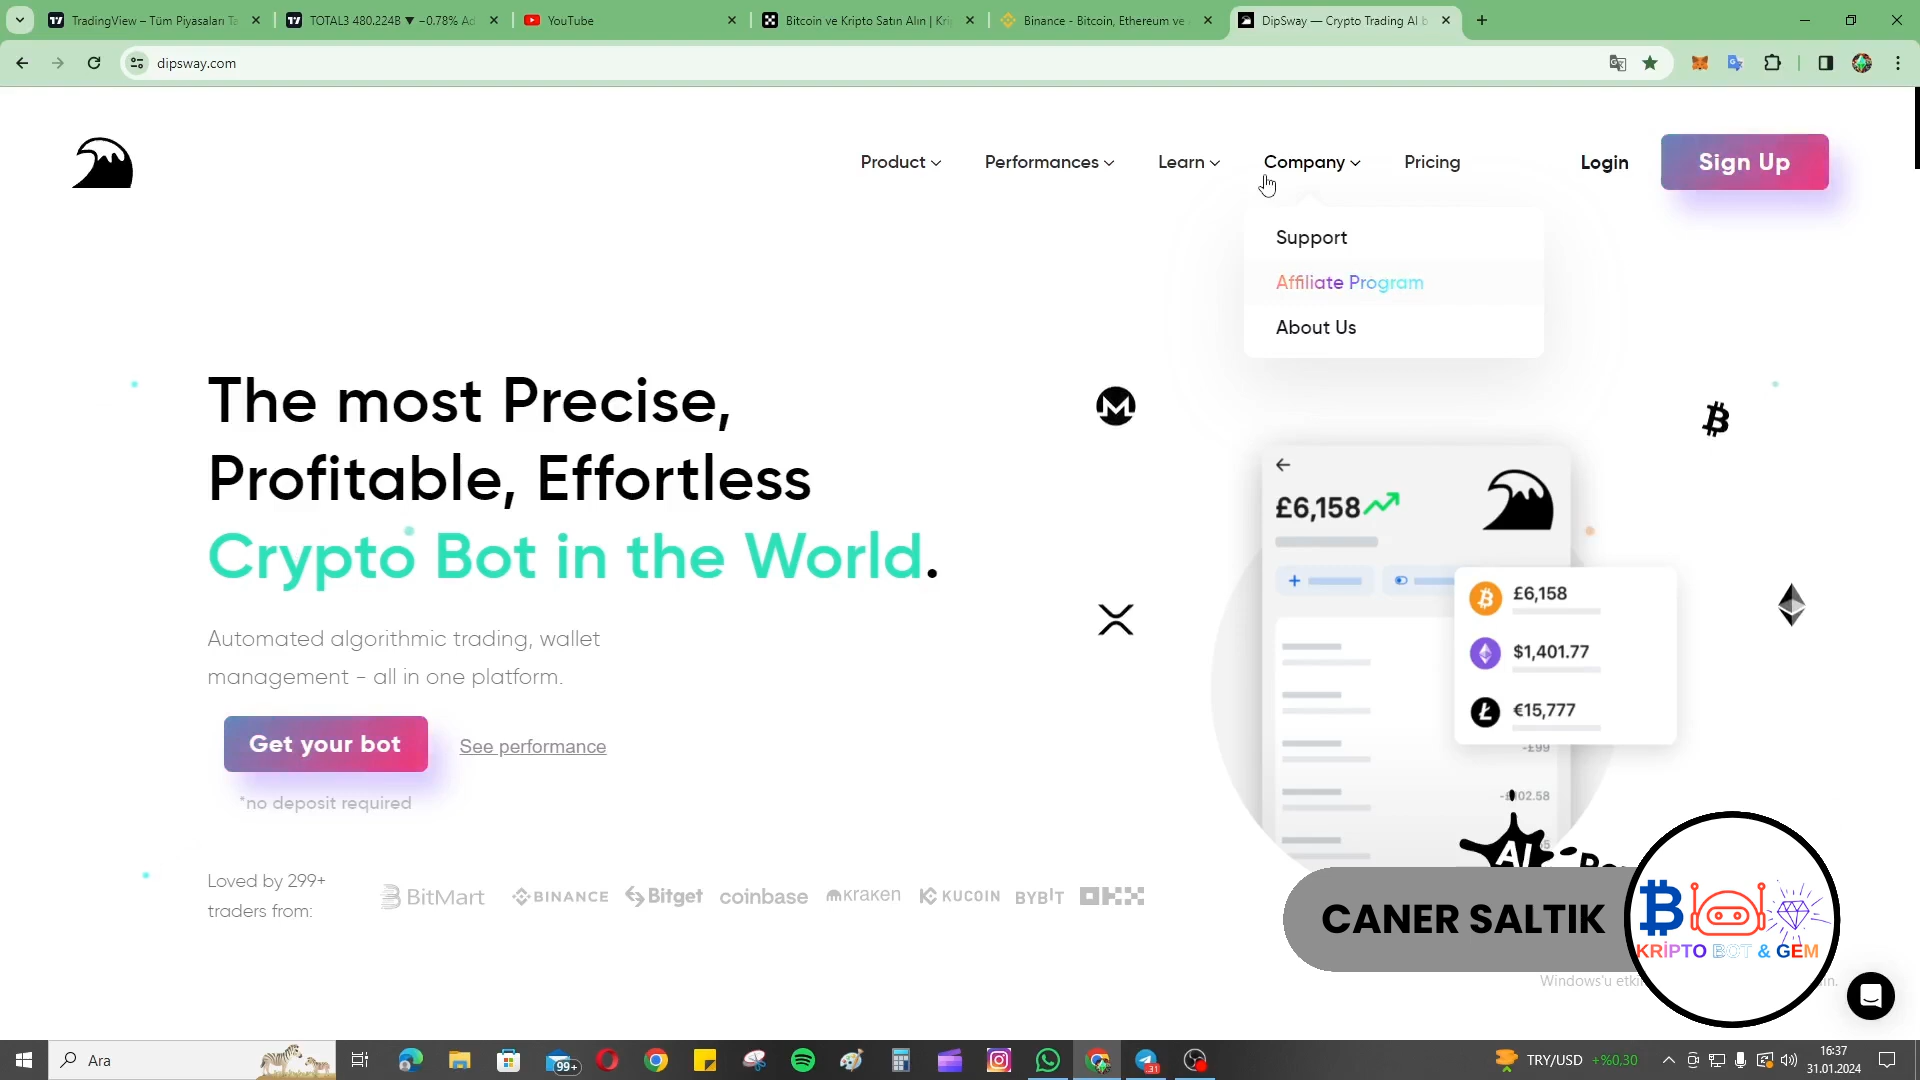 TradingView – Tüm Piyasaları Ta
TOTAL3 480.224B ▼ −0.78% Ad
YouTube
Bitcoin ve Kripto Satın Alın | Kri
Binance - Bitcoin, Ethereum ve
DipSway — Crypto Trading AI b
dipsway.com
Product
Performances
Learn
Company
Pricing
Login
Sign Up
Support
Affiliate Program
About Us
The most Precise,
Profitable, Effortless
Crypto Bot in the World.
Automated algorithmic trading, wallet
management - all in one platform.
Get your bot
See performance
*no deposit required
Loved by 299+
traders from:
BitMart
BINANCE
Bitget
coinbase
kraken
KUCOIN
BYBIT
OKX
£6,158
£6,158
$1,401.77
€15,777
-£99
AI
CANER SALTIK
KRİPTO BOT & GEM
Ara
99+
31
TRY/USD +%0,30
16:37
31.01.2024